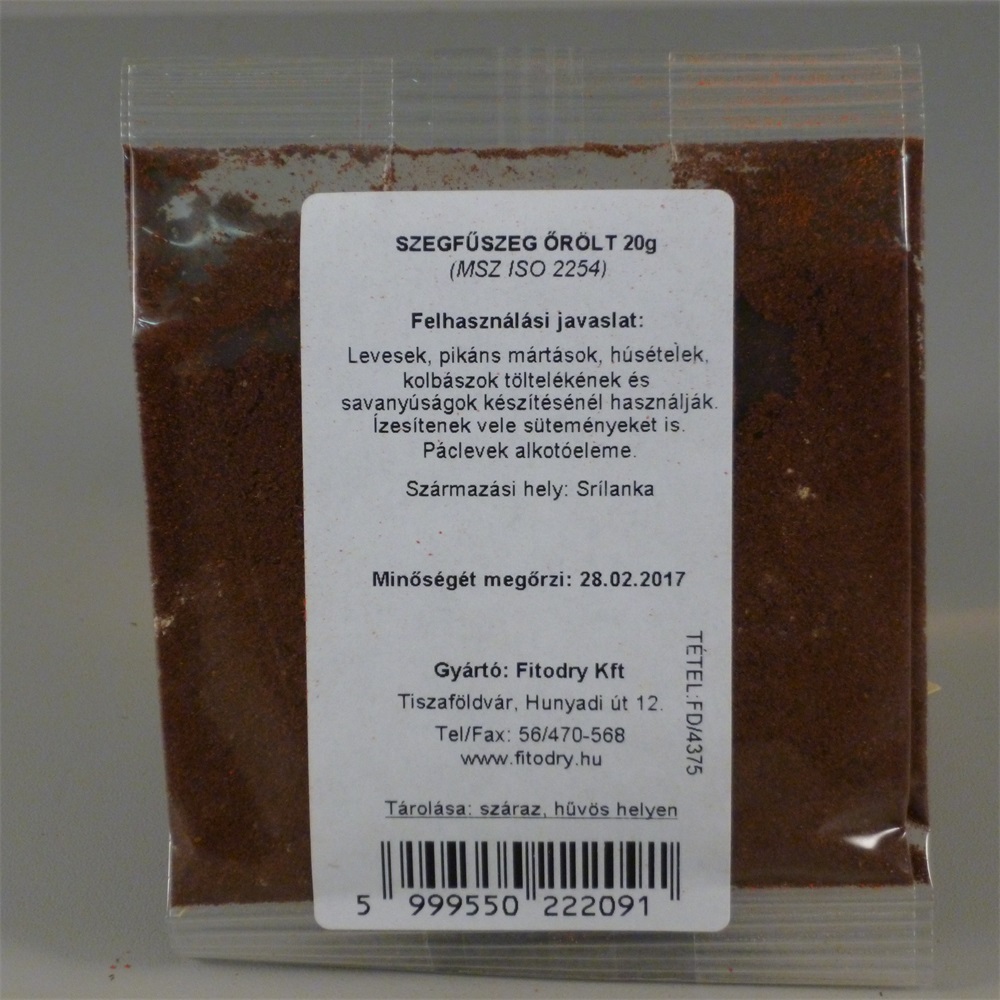 SZEGFŰSZEG ŐRÖLT 20g
(MSZ ISO 2254)
Felhasználási javaslat:
Levesek, pikáns mártások, húsételek,
kolbászok töltelékének és
savanyúságok készítésénél használják.
Ízesítenek vele süteményeket is.
Páclevek alkotóeleme.
Származási hely: Srílanka
Minőségét megőrzi: 28.02.2017
Gyártó: Fitodry Kft
Tiszaföldvár, Hunyadi út 12.
Tel/Fax: 56/470-568
www.fitodry.hu
TÉTEL:FD/4375
Tárolása: száraz, hűvös helyen
5 999550 222091